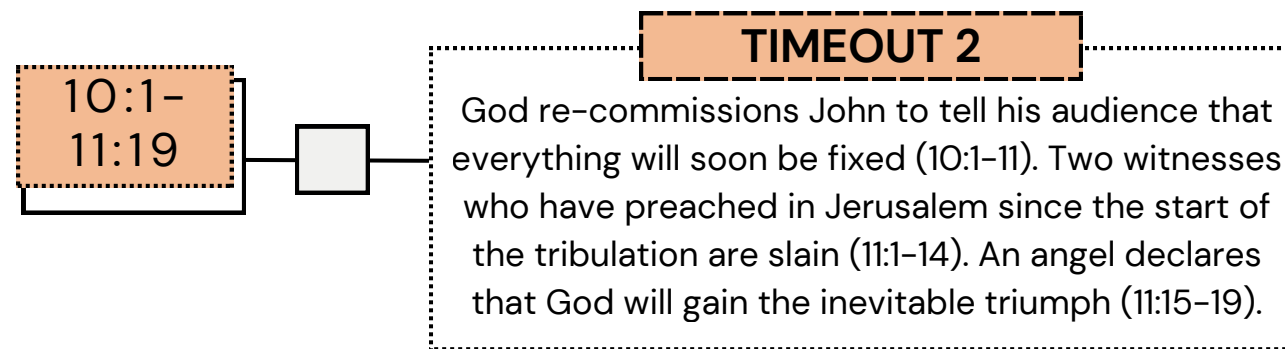 10:1-
11:19
TIMEOUT 2
God re-commissions John to tell his audience that
everything will soon be fixed (10:1-11). Two witnesses
who have preached in Jerusalem since the start of
the tribulation are slain (11:1-14). An angel declares
that God will gain the inevitable triumph (11:15-19).